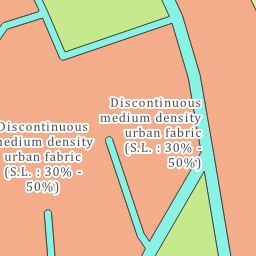 Discontinuous
medium density
urban fabric
(S.L. : 30% -
50%)
Discontinuous
medium density
urban fabric
(S.L. : 30% -
50%)